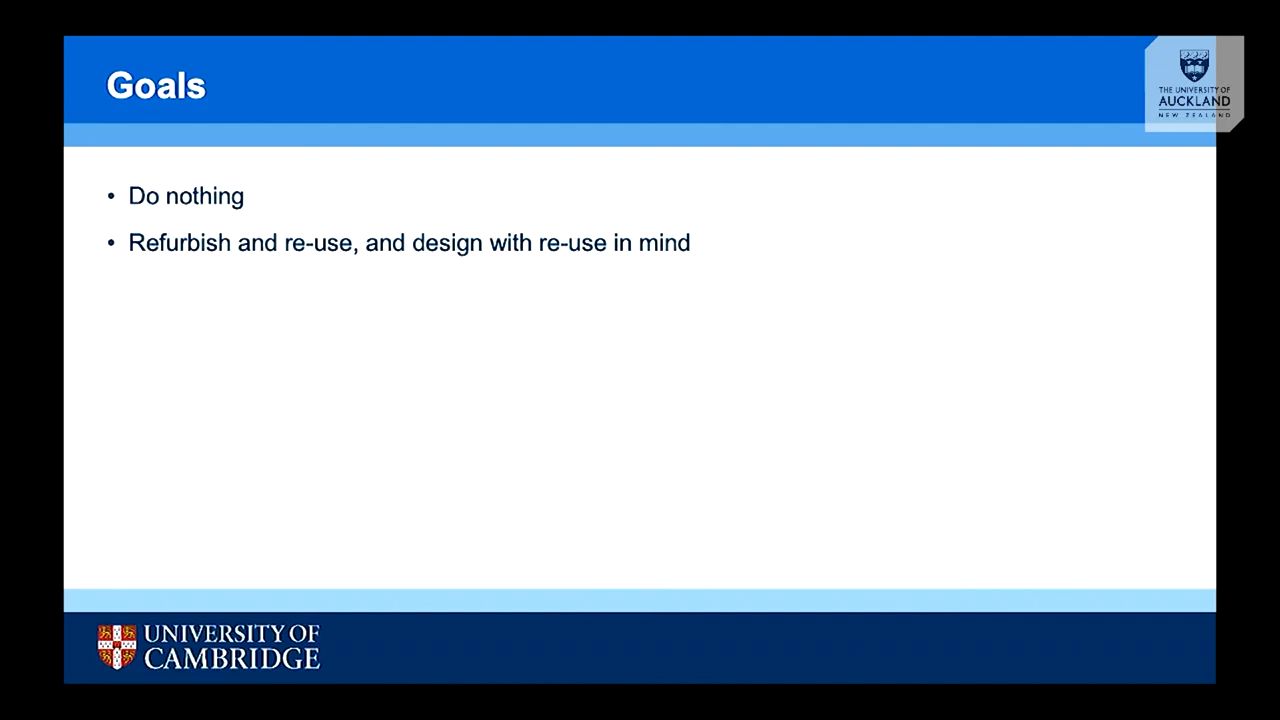 Goals
THE UNIVERSITY OF
AUCKLAND
NEW ZEALAND
• Do nothing
• Refurbish and re-use, and design with re-use in mind
UNIVERSITY OF
CAMBRIDGE